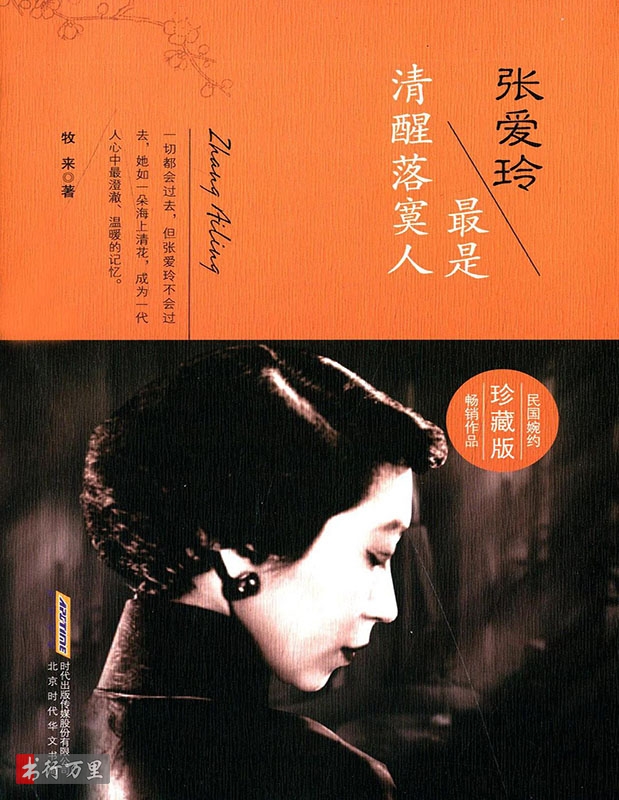 张爱玲
最是
清醒落寞人
Zhang Ailing
一切都会过去，但张爱玲不会过
去，她如一朵海上清花，成为一代
人心中最澄澈、温暖的记忆。
牧来◎著
民国婉约
珍藏版
畅销作品
APCTIME
时代出版传媒股份有限公司
北京时代华文书
书行万里